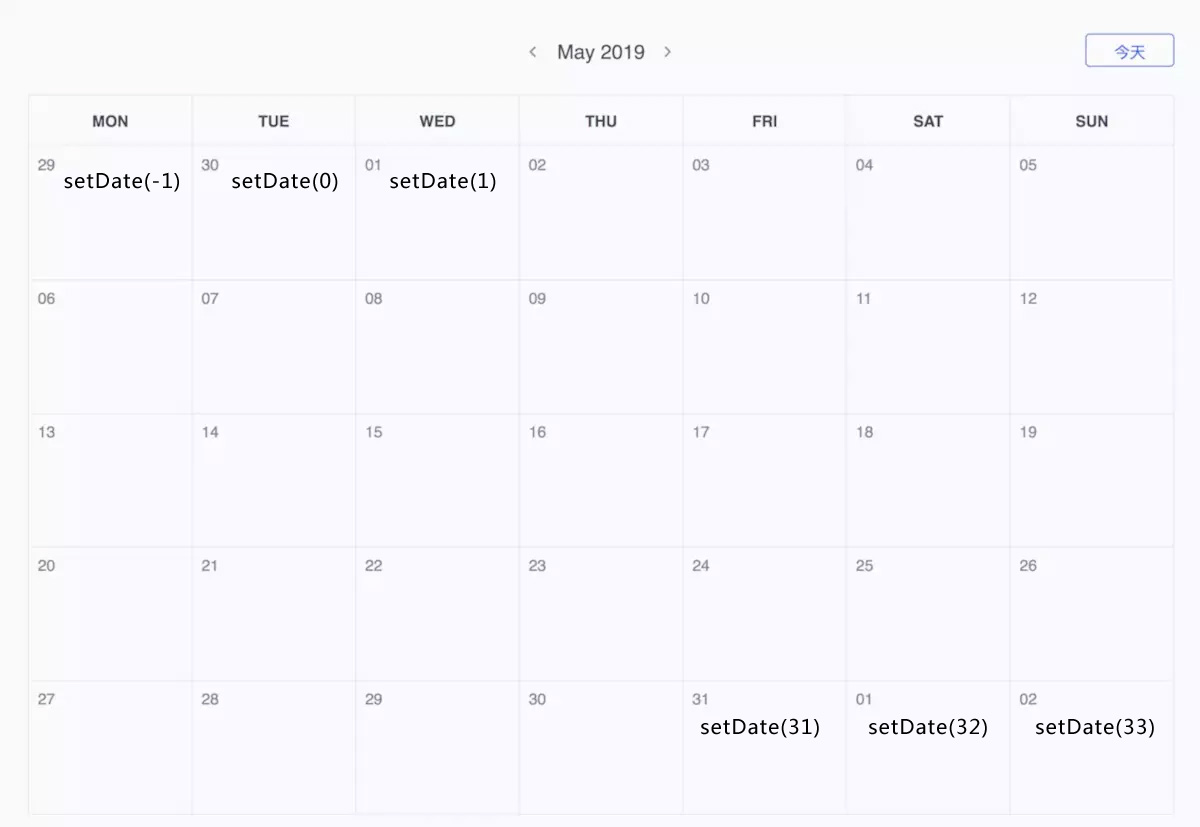 May 2019 今天
MON TUE WED THU FRI SAT SUN
29 30 01 02 03 04 05
setDate(-1) setDate(0) setDate(1)
06 07 08 09 10 11 12
13 14 15 16 17 18 19
20 21 22 23 24 25 26
27 28 29 30 31 01 02
setDate(31) setDate(32) setDate(33)